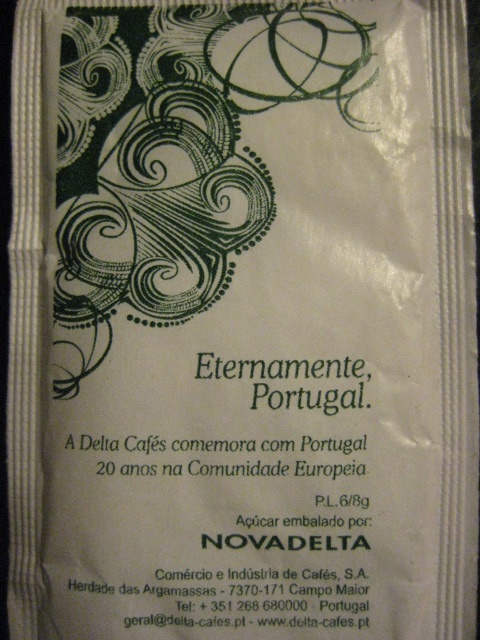 Eternamente,
Portugal.
A Delta Cafés comemora com Portugal
20 anos na Comunidade Europeia
P.L. 6/8g
Açúcar embalado por:
NOVADELTA
Comércio e Indústria de Cafés, S.A.
Herdade das Argamassas - 7370-171 Campo Maior
Tel: + 351 268 680000 - Portugal
geral@delta-cafes.pt - www.delta-cafes.pt